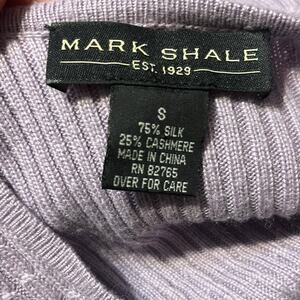 MARK SHALE
EST. 1929
S
75% SILK
25% CASHMERE
MADE IN CHINA
RN 82765
OVER FOR CARE